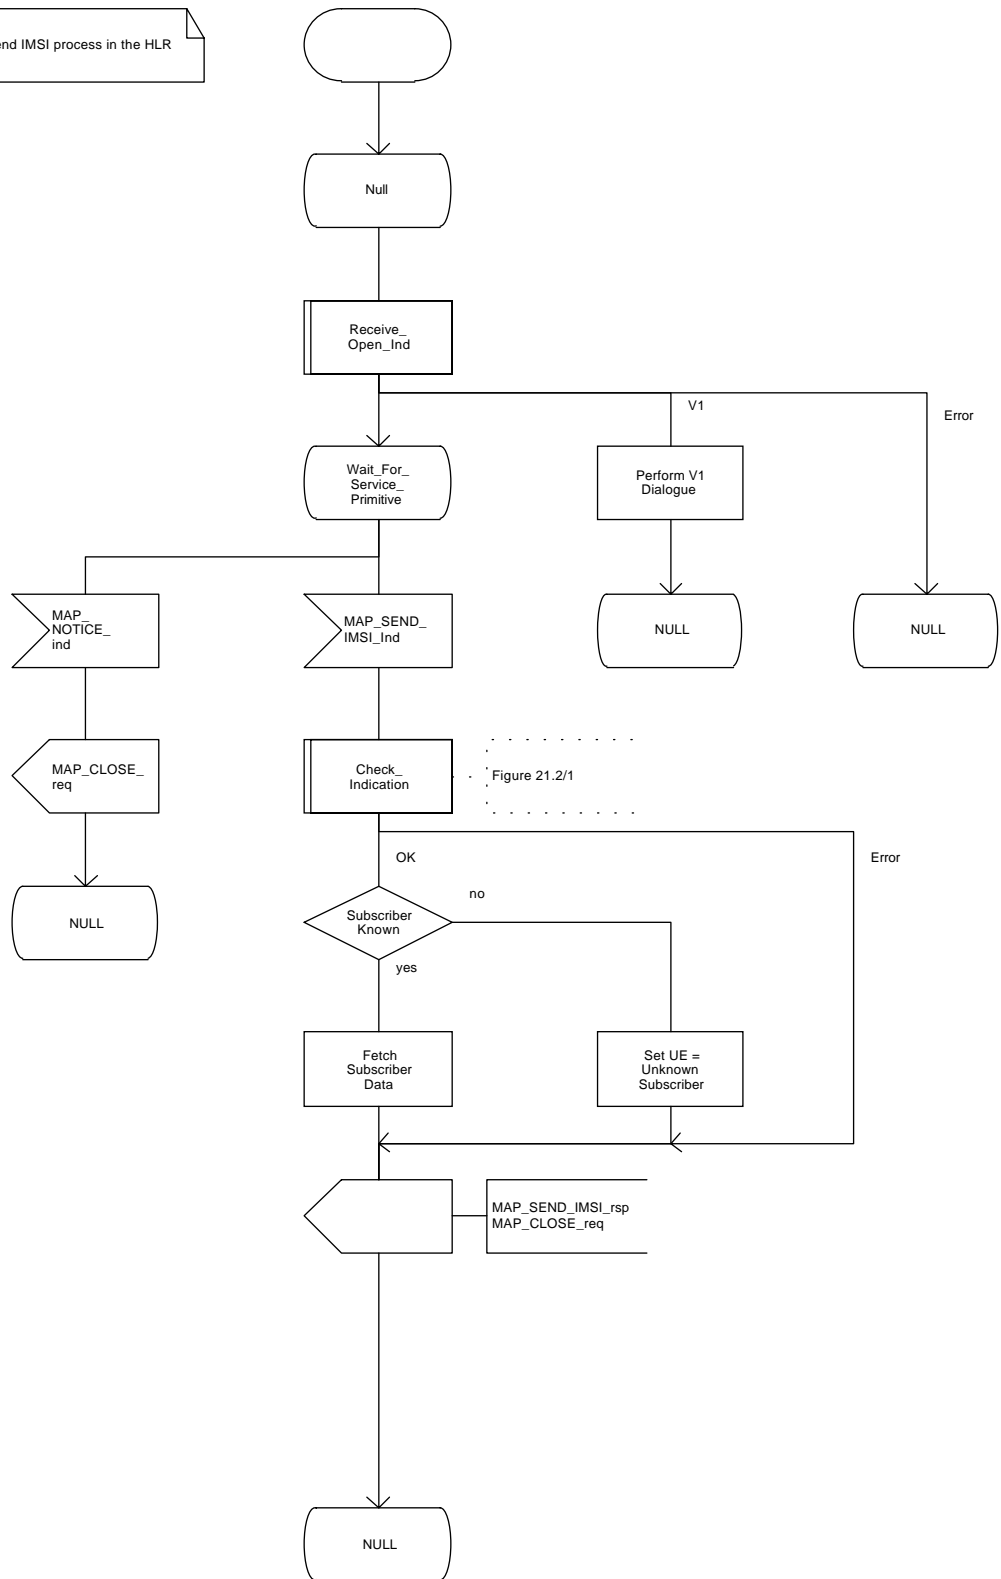 end IMSI process in the HLR
Null
Receive_
Open_Ind
V1
Error
Wait_For_
Service_
Primitive
Perform V1
Dialogue
MAP_
NOTICE_
ind
MAP_SEND_
IMSI_Ind
NULL
NULL
MAP_CLOSE_
req
Check_
Indication
Figure 21.2/1
OK
Error
no
Subscriber
Known
NULL
yes
Fetch
Subscriber
Data
Set UE =
Unknown
Subscriber
MAP_SEND_IMSI_rsp
MAP_CLOSE_req
NULL